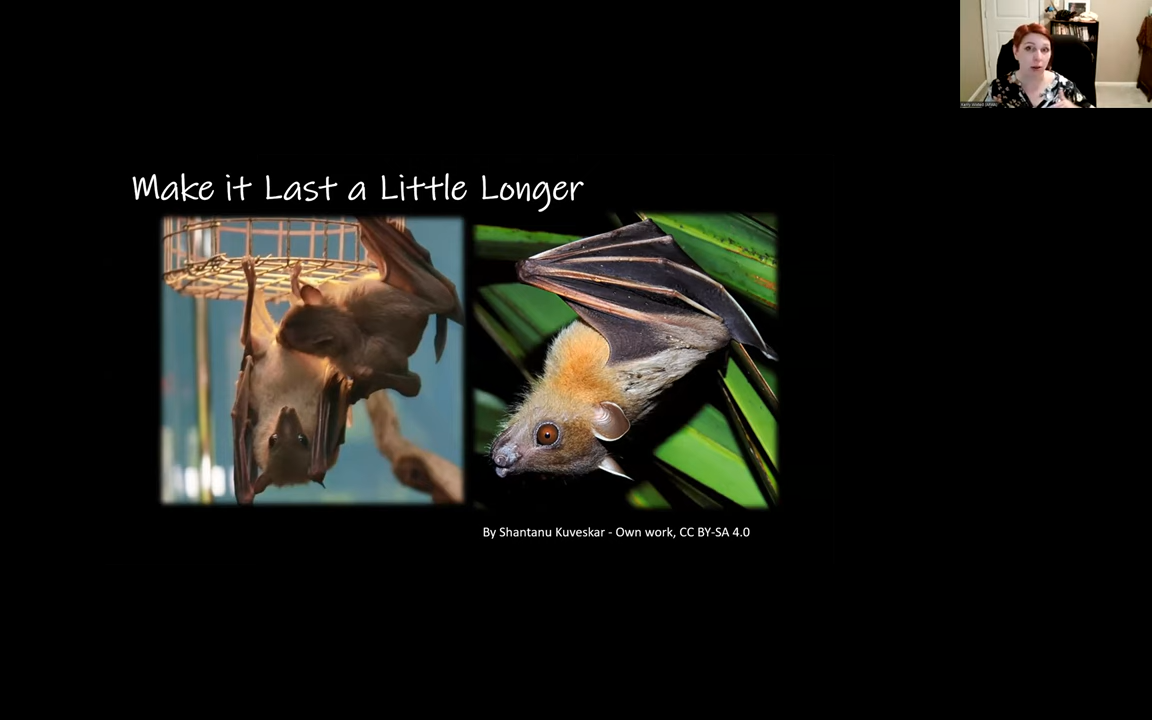 Make it Last a Little Longer
By Shantanu Kuveskar - Own work, CC BY-SA 4.0